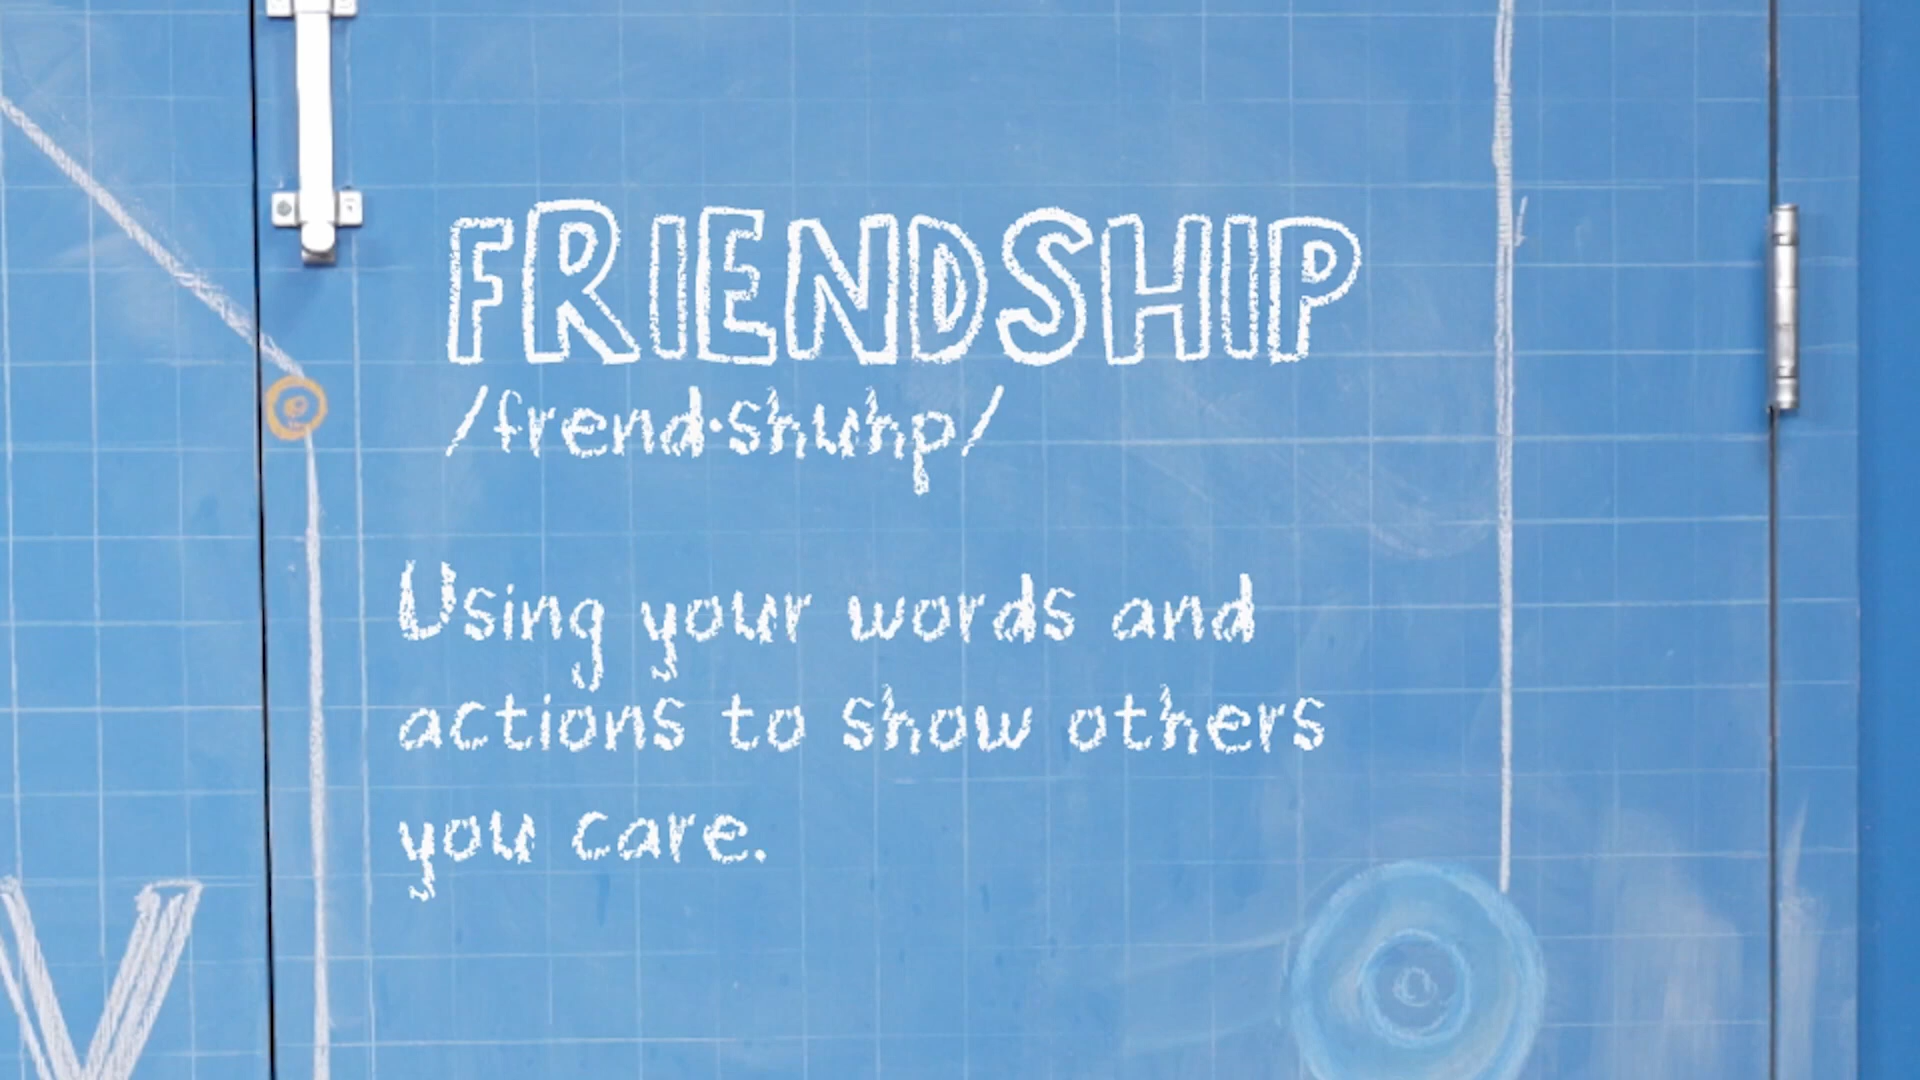 FRIENDSHIP
/frend·shuhp/
Using your words and
actions to show others
you care.